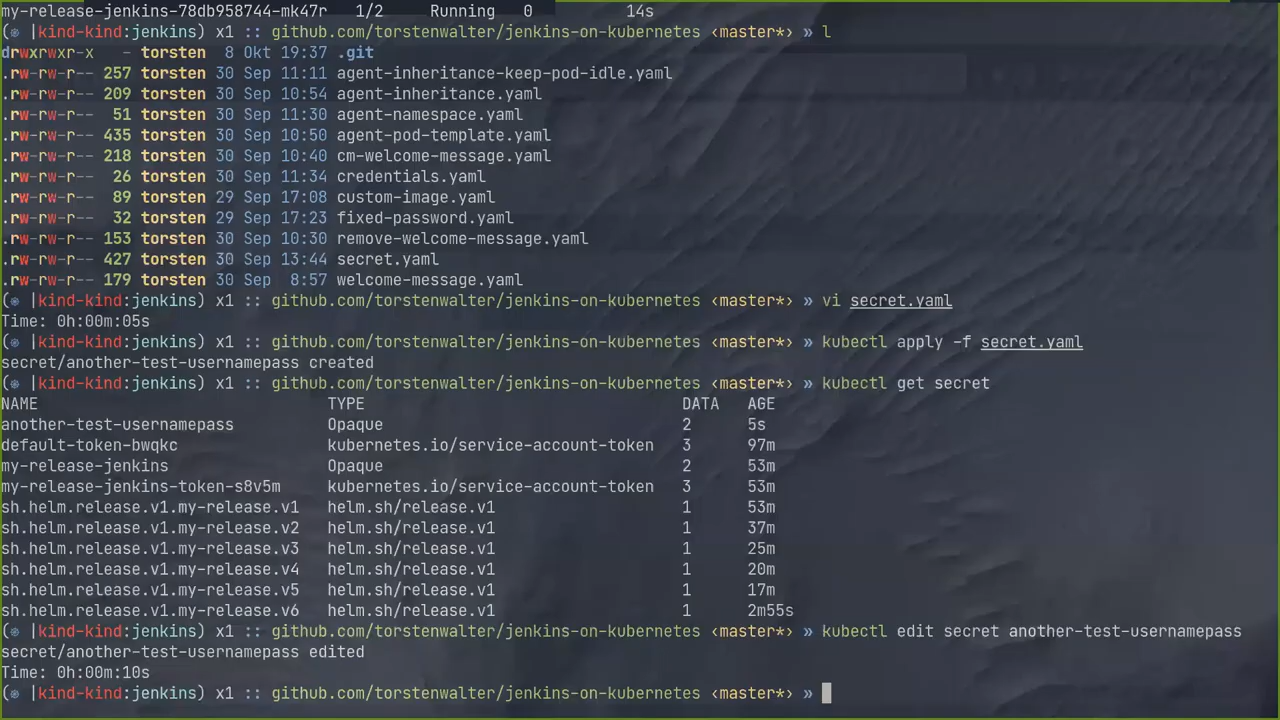 my-release-jenkins-78db958744-mk47r   1/2     Running   0          14s
(⎈ |kind-kind:jenkins) x1 :: github.com/torstenwalter/jenkins-on-kubernetes ‹master*› » l
drwxrwxr-x   - torsten  8 Okt 19:37 .git
.rw-rw-r-- 257 torsten 30 Sep 11:11 agent-inheritance-keep-pod-idle.yaml
.rw-rw-r-- 209 torsten 30 Sep 10:54 agent-inheritance.yaml
.rw-rw-r--  51 torsten 30 Sep 11:30 agent-namespace.yaml
.rw-rw-r-- 435 torsten 30 Sep 10:50 agent-pod-template.yaml
.rw-rw-r-- 218 torsten 30 Sep 10:40 cm-welcome-message.yaml
.rw-rw-r--  26 torsten 30 Sep 11:34 credentials.yaml
.rw-rw-r--  89 torsten 29 Sep 17:08 custom-image.yaml
.rw-rw-r--  32 torsten 29 Sep 17:23 fixed-password.yaml
.rw-rw-r-- 153 torsten 30 Sep 10:30 remove-welcome-message.yaml
.rw-rw-r-- 427 torsten 30 Sep 13:44 secret.yaml
.rw-rw-r-- 179 torsten 30 Sep  8:57 welcome-message.yaml
(⎈ |kind-kind:jenkins) x1 :: github.com/torstenwalter/jenkins-on-kubernetes ‹master*› » vi secret.yaml
Time: 0h:00m:05s
(⎈ |kind-kind:jenkins) x1 :: github.com/torstenwalter/jenkins-on-kubernetes ‹master*› » kubectl apply -f secret.yaml
secret/another-test-usernamepass created
(⎈ |kind-kind:jenkins) x1 :: github.com/torstenwalter/jenkins-on-kubernetes ‹master*› » kubectl get secret
NAME                               TYPE                                  DATA   AGE
another-test-usernamepass          Opaque                                2      5s
default-token-bwqkc                kubernetes.io/service-account-token   3      97m
my-release-jenkins                 Opaque                                2      53m
my-release-jenkins-token-s8v5m     kubernetes.io/service-account-token   3      53m
sh.helm.release.v1.my-release.v1   helm.sh/release.v1                    1      53m
sh.helm.release.v1.my-release.v2   helm.sh/release.v1                    1      37m
sh.helm.release.v1.my-release.v3   helm.sh/release.v1                    1      25m
sh.helm.release.v1.my-release.v4   helm.sh/release.v1                    1      20m
sh.helm.release.v1.my-release.v5   helm.sh/release.v1                    1      17m
sh.helm.release.v1.my-release.v6   helm.sh/release.v1                    1      2m55s
(⎈ |kind-kind:jenkins) x1 :: github.com/torstenwalter/jenkins-on-kubernetes ‹master*› » kubectl edit secret another-test-usernamepass
secret/another-test-usernamepass edited
Time: 0h:00m:10s
(⎈ |kind-kind:jenkins) x1 :: github.com/torstenwalter/jenkins-on-kubernetes ‹master*› »